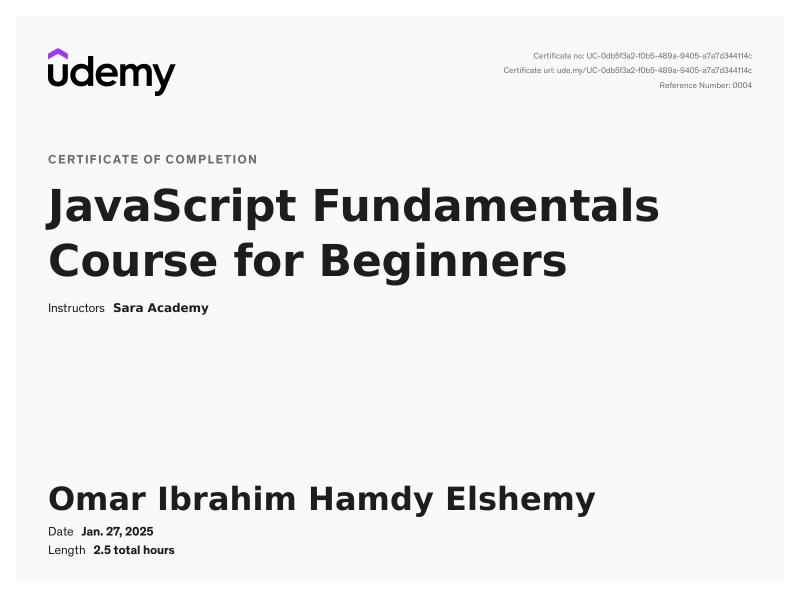 udemy
Certificate no: UC-0db5f3a2-f0b5-489a-9405-a7a7d344114c
Certificate url: ude.my/UC-0db5f3a2-f0b5-489a-9405-a7a7d344114c
Reference Number: 0004
CERTIFICATE OF COMPLETION
JavaScript Fundamentals
Course for Beginners
Instructors Sara Academy
Omar Ibrahim Hamdy Elshemy
Date Jan. 27, 2025
Length 2.5 total hours